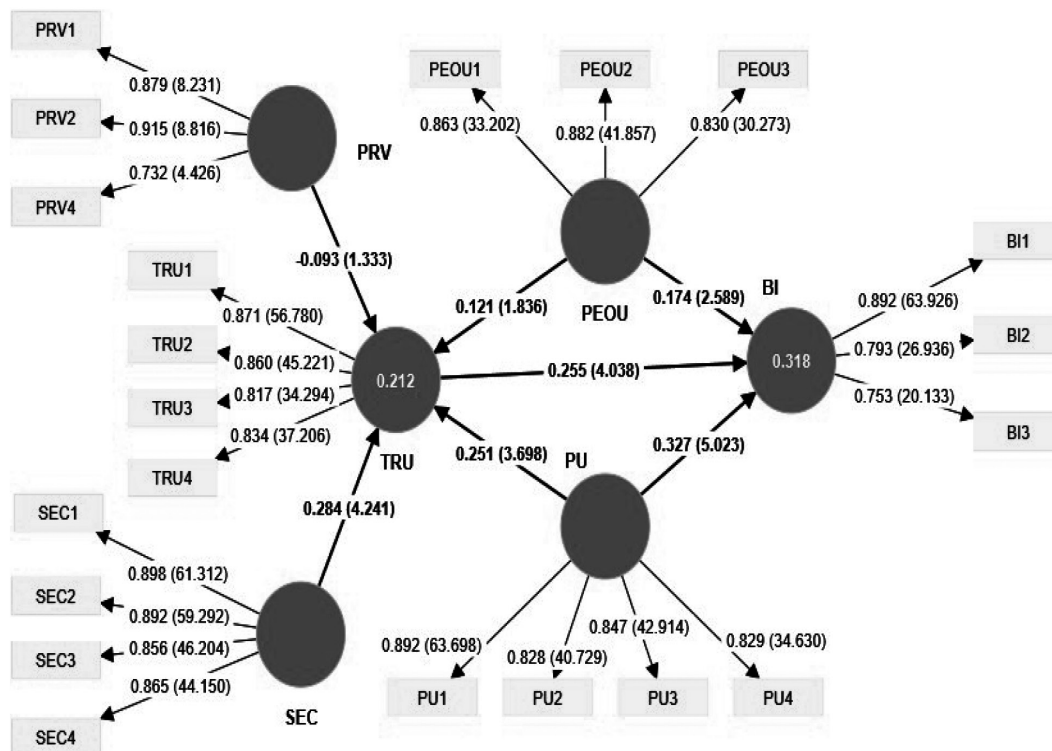 PRV1
0.879 (8.231)
PRV2
0.915 (8.816)
PRV4
0.732 (4.426)
PRV
-0.093 (1.333)
PEOU1
PEOU2
PEOU3
0.863 (33.202)
0.882 (41.857)
0.830 (30.273)
PEOU
0.121 (1.836)
0.174 (2.589)
TRU1
0.871 (56.780)
TRU2
0.860 (45.221)
TRU3
0.817 (34.294)
TRU4
0.834 (37.206)
0.212
TRU
0.255 (4.038)
BI
0.318
BI1
0.892 (63.926)
BI2
0.793 (26.936)
BI3
0.753 (20.133)
0.251 (3.698)
PU
0.327 (5.023)
0.284 (4.241)
SEC1
0.898 (61.312)
SEC2
0.892 (59.292)
SEC3
0.856 (46.204)
SEC4
0.865 (44.150)
SEC
0.892 (63.698)
0.828 (40.729)
0.847 (42.914)
0.829 (34.630)
PU1
PU2
PU3
PU4